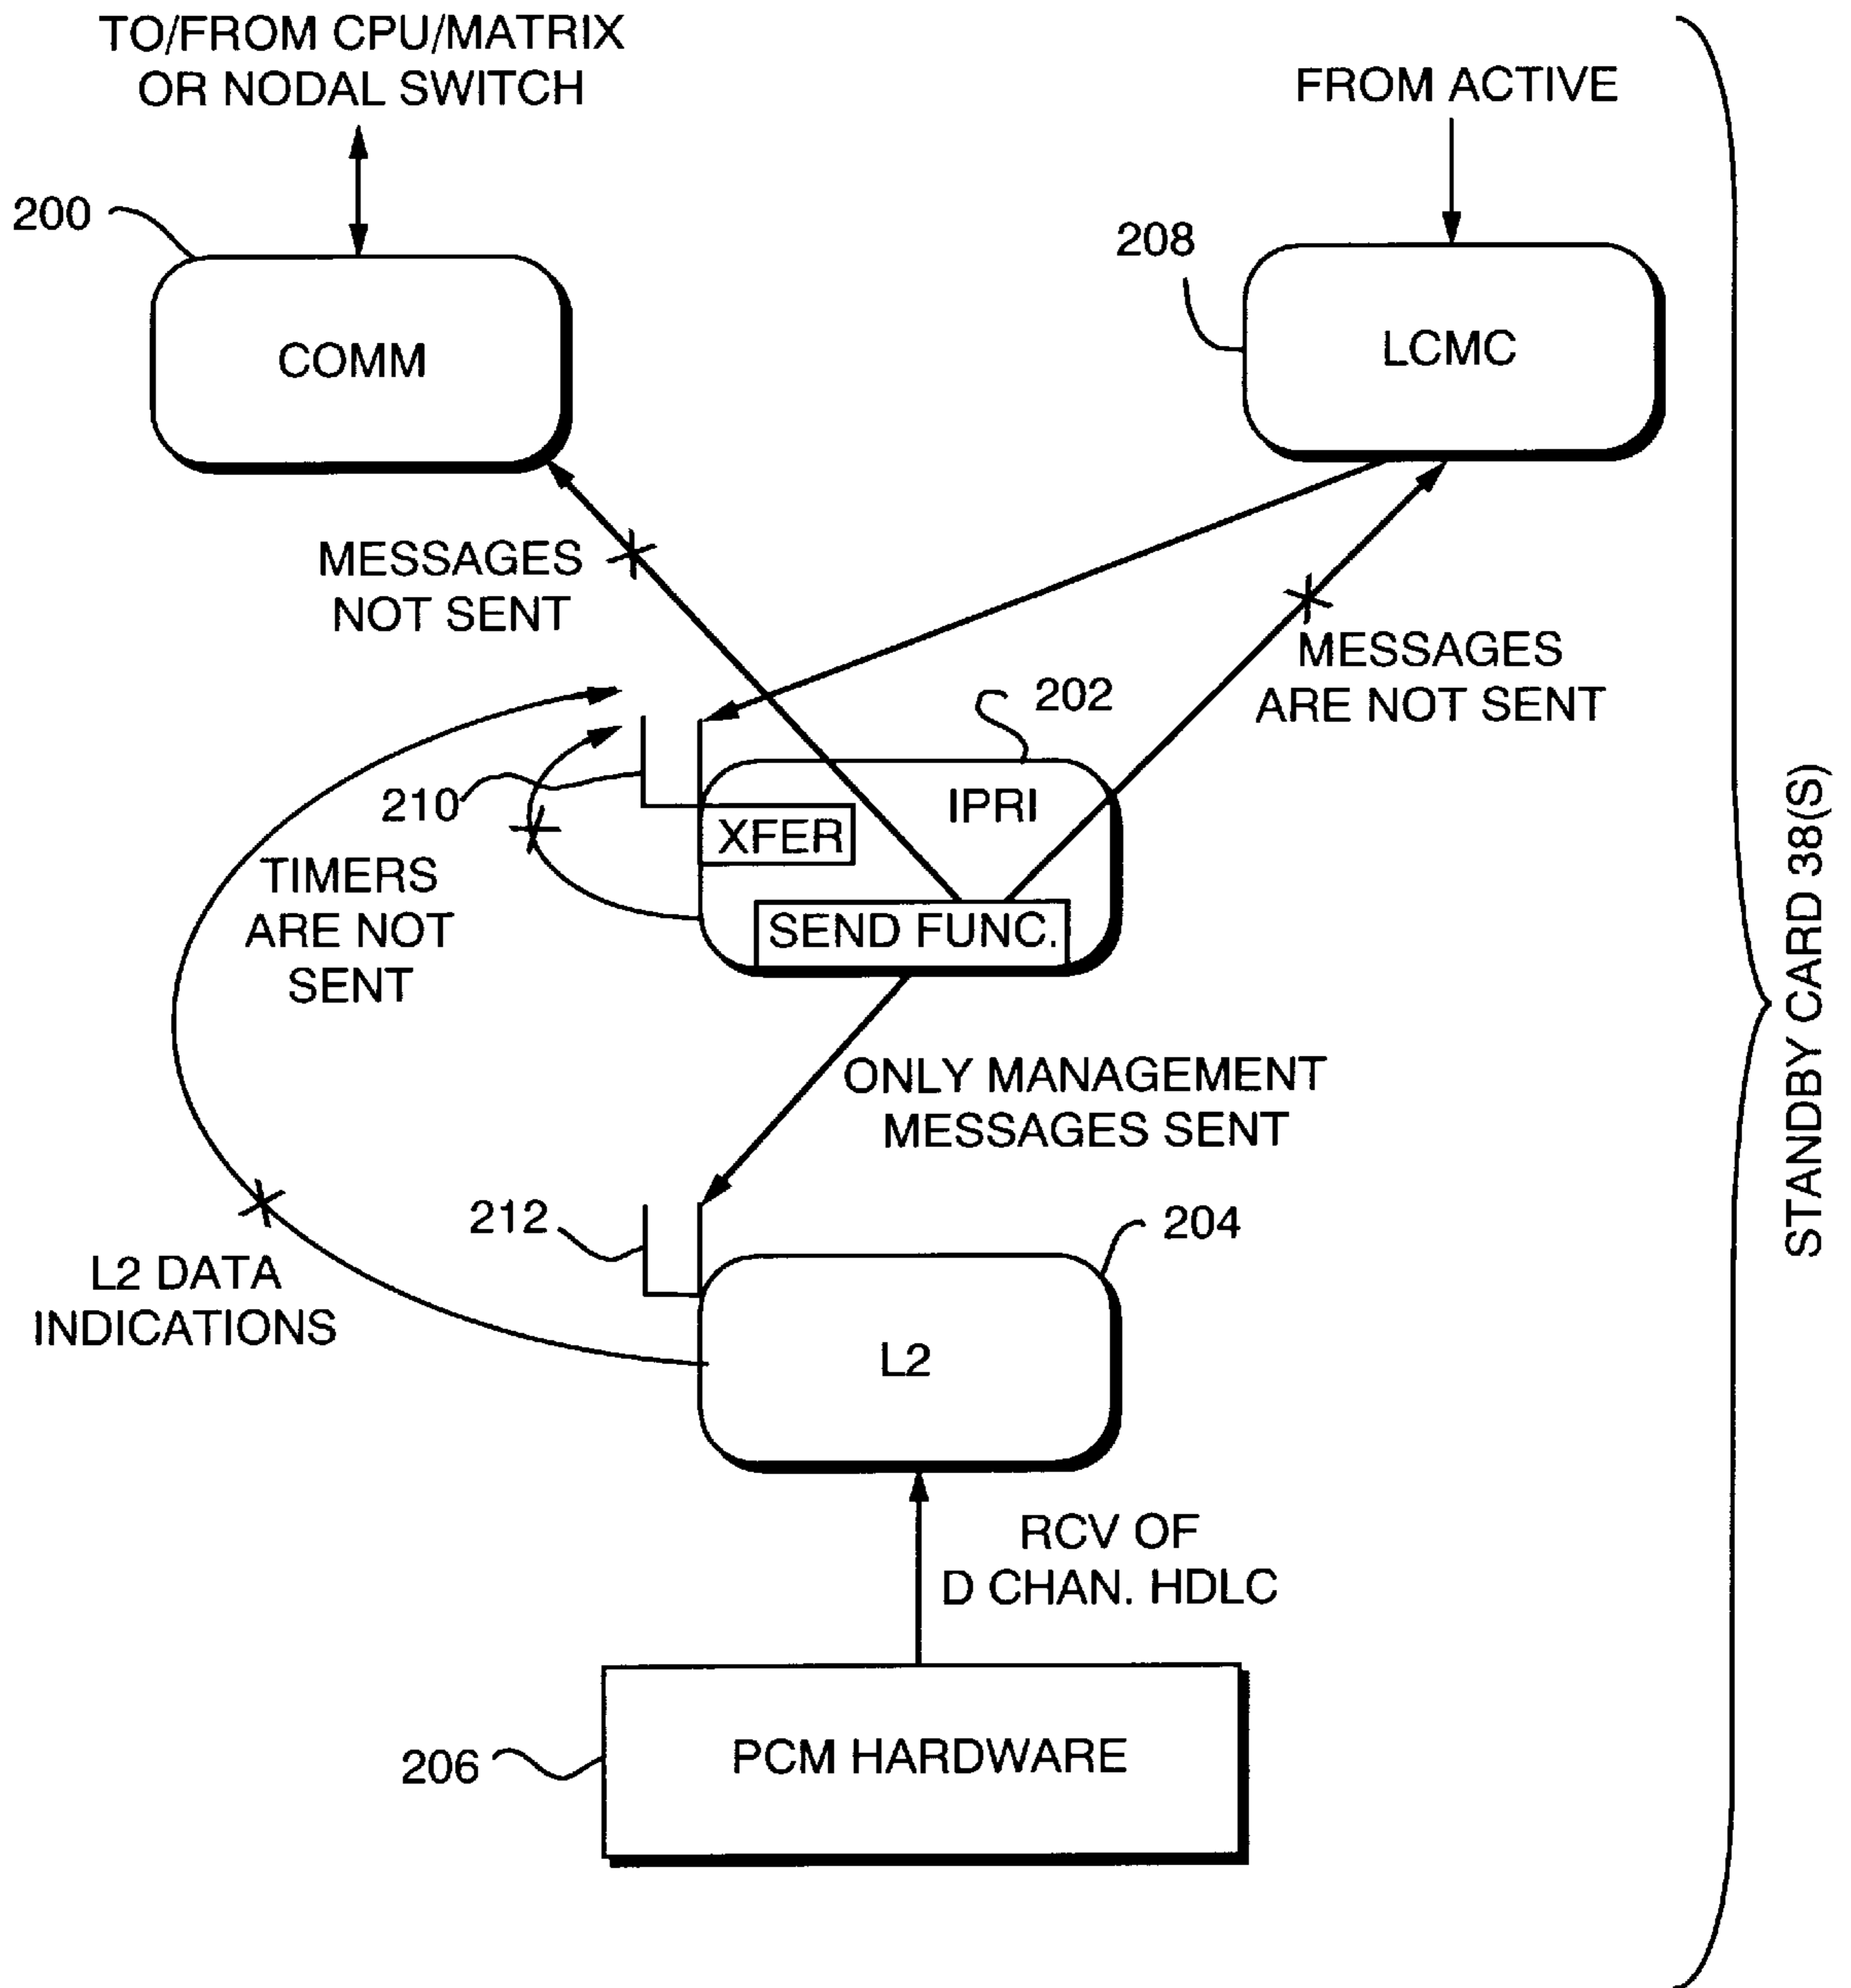 TO/FROM CPU/MATRIX
OR NODAL SWITCH
FROM ACTIVE
200
208
COMM
LCMC
MESSAGES
NOT SENT
MESSAGES
ARE NOT SENT
202
210
IPRI
XFER
TIMERS
ARE NOT
SENT
SEND FUNC.
ONLY MANAGEMENT
MESSAGES SENT
STANDBY CARD 38(S)
212
204
L2 DATA
INDICATIONS
L2
RCV OF
D CHAN. HDLC
206
PCM HARDWARE